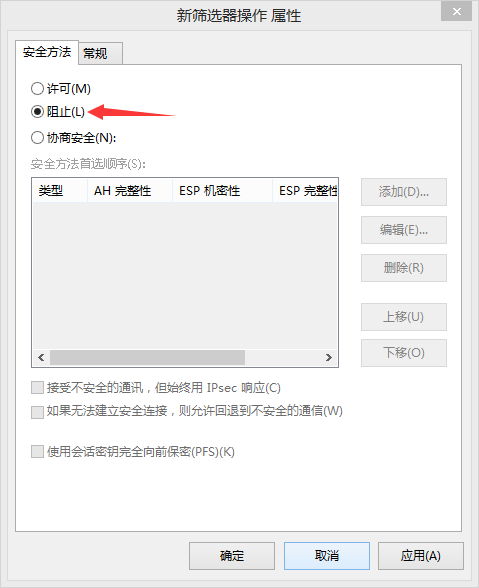 新筛选器操作 属性
安全方法 常规
许可(M)
阻止(L)
协商安全(N):
安全方法首选顺序(S):
类型 AH 完整性 ESP 机密性 ESP 完整性
添加(D)...
编辑(E)...
删除(R)
上移(U)
下移(O)
接受不安全的通讯，但始终用 IPsec 响应(C)
如果无法建立安全连接，则允许回退到不安全的通信(W)
使用会话密钥完全向前保密(PFS)(K)
确定 取消 应用(A)